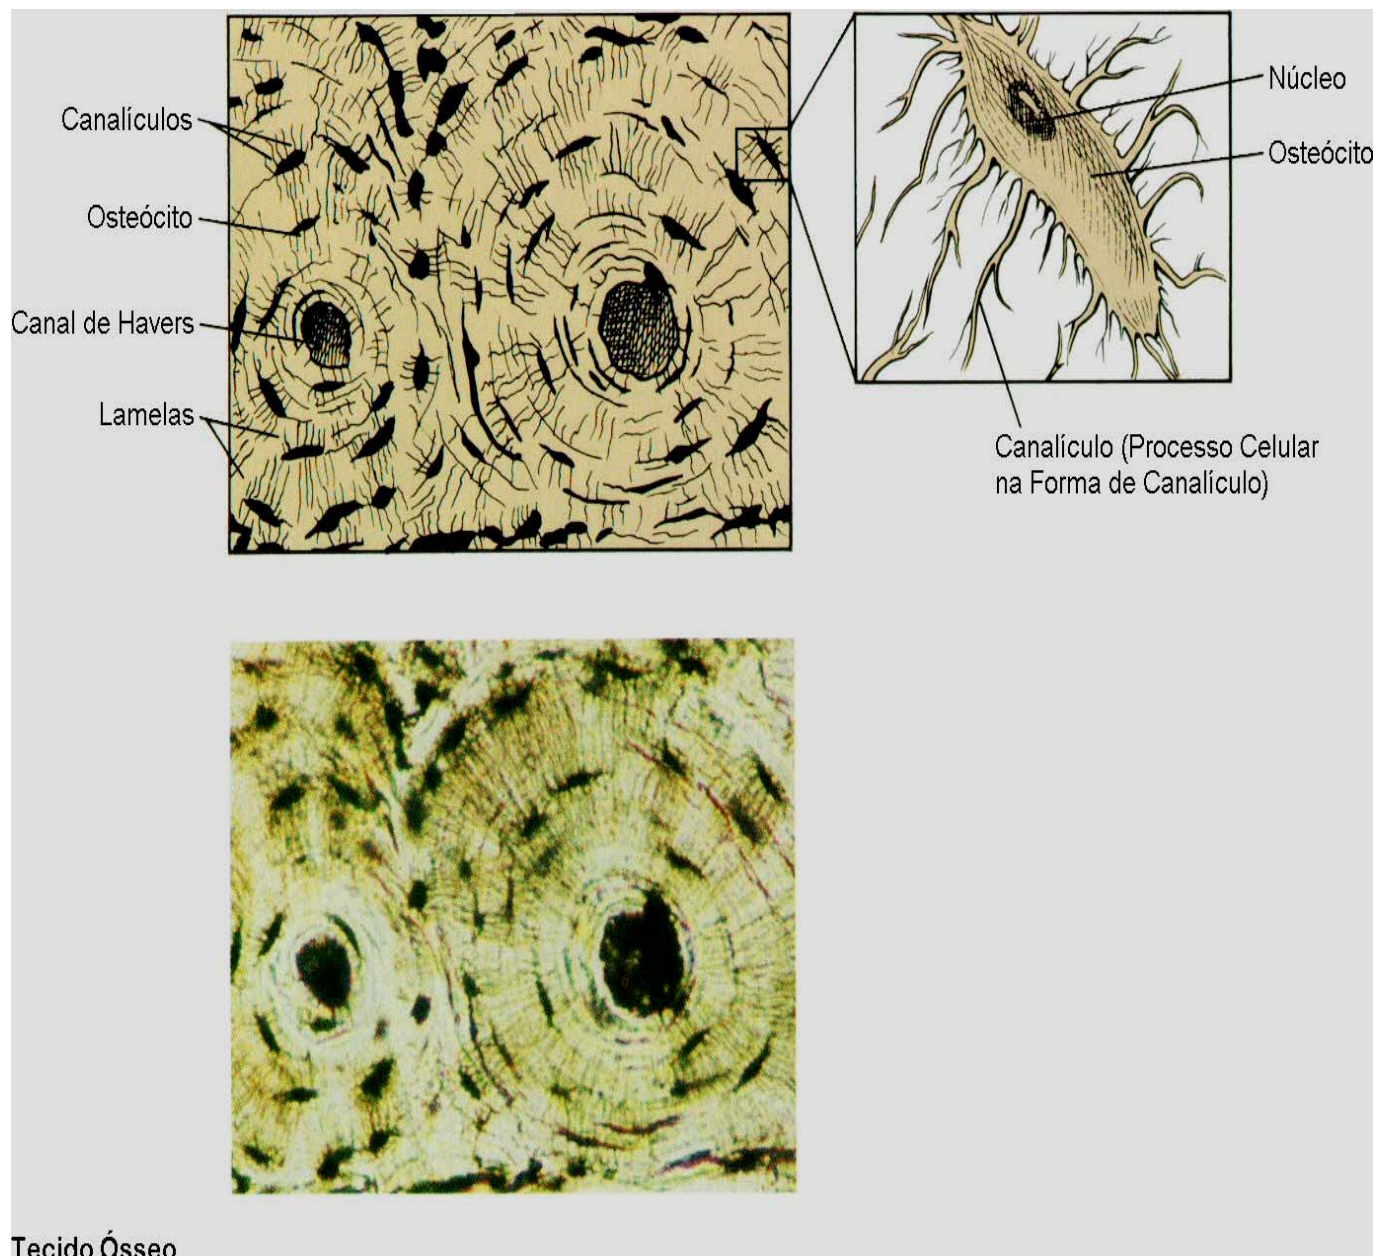 Canalículos
Osteócito
Canal de Havers
Lamelas
Núcleo
Osteócito
Canalículo (Processo Celular
na Forma de Canalículo)
Tecido Ósseo